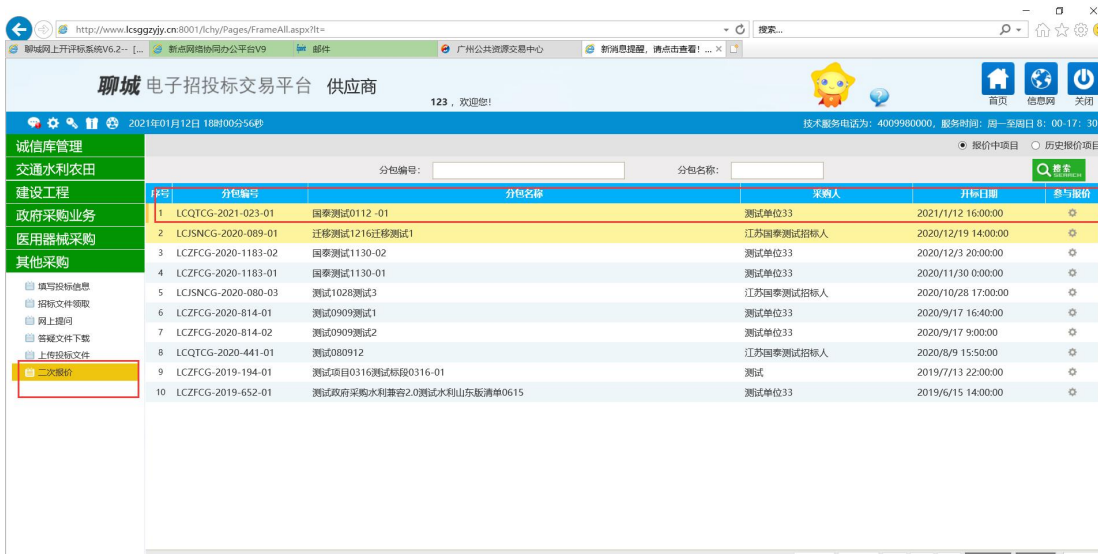 http://www.lcsggzyjy.cn:8001/lchy/Pages/FrameAll.aspx?lt=
搜索...
聊城网上开评标系统V6.2-- [...
新点网络协同办公平台V9
邮件
广州公共资源交易中心
新消息提醒，请点击查看! ...
聊城 电子招投标交易平台 供应商
123 ，欢迎您!
首页 信息网 关闭
2021年01月12日 18时00分56秒
技术服务电话为：4009980000，服务时间：周一至周日 8：00-17：30
诚信库管理
报价中项目 历史报价项目
交通水利农田
分包编号： 分包名称： 搜索 SEARCH
建设工程
政府采购业务
医用器械采购
其他采购
填写投标信息
招标文件领取
网上提问
答疑文件下载
上传投标文件
二次报价
序号 分包编号 分包名称 采购人 开标日期 参与报价
1 LCQTCG-2021-023-01 国泰测试0112 -01 测试单位33 2021/1/12 16:00:00
2 LCJSNCG-2020-089-01 迁移测试1216迁移测试1 江苏国泰测试招标人 2020/12/19 14:00:00
3 LCZFCG-2020-1183-02 国泰测试1130-02 测试单位33 2020/12/3 20:00:00
4 LCZFCG-2020-1183-01 国泰测试1130-01 测试单位33 2020/11/30 0:00:00
5 LCJSNCG-2020-080-03 测试1028测试3 江苏国泰测试招标人 2020/10/28 17:00:00
6 LCZFCG-2020-814-01 测试0909测试1 测试单位33 2020/9/17 16:40:00
7 LCZFCG-2020-814-02 测试0909测试2 测试单位33 2020/9/17 9:00:00
8 LCQTCG-2020-441-01 测试080912 江苏国泰测试招标人 2020/8/9 15:50:00
9 LCZFCG-2019-194-01 测试项目0316测试标段0316-01 测试 2019/7/13 22:00:00
10 LCZFCG-2019-652-01 测试政府采购水利兼容2.0测试水利山东版清单0615 测试单位33 2019/6/15 14:00:00